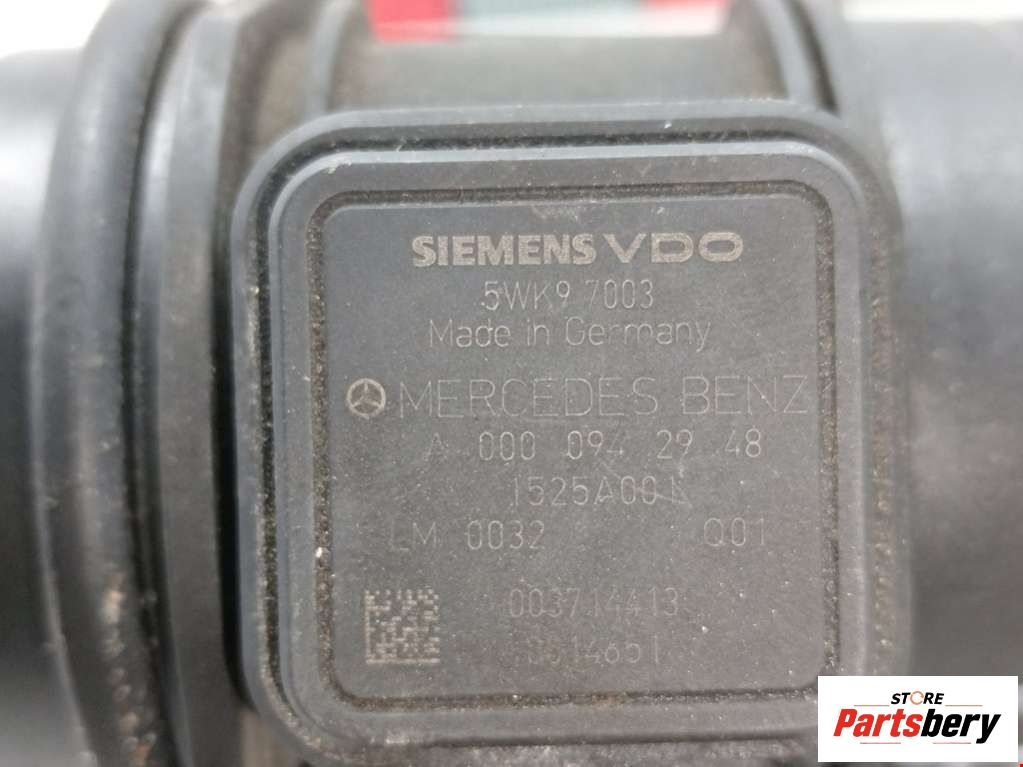 SIEMENS VDO
5WK9 7003
Made in Germany
MERCEDES BENZ
A 000 094 29 48
1525A001
LM 0032 Q01
003714413
STORE
Partsbery